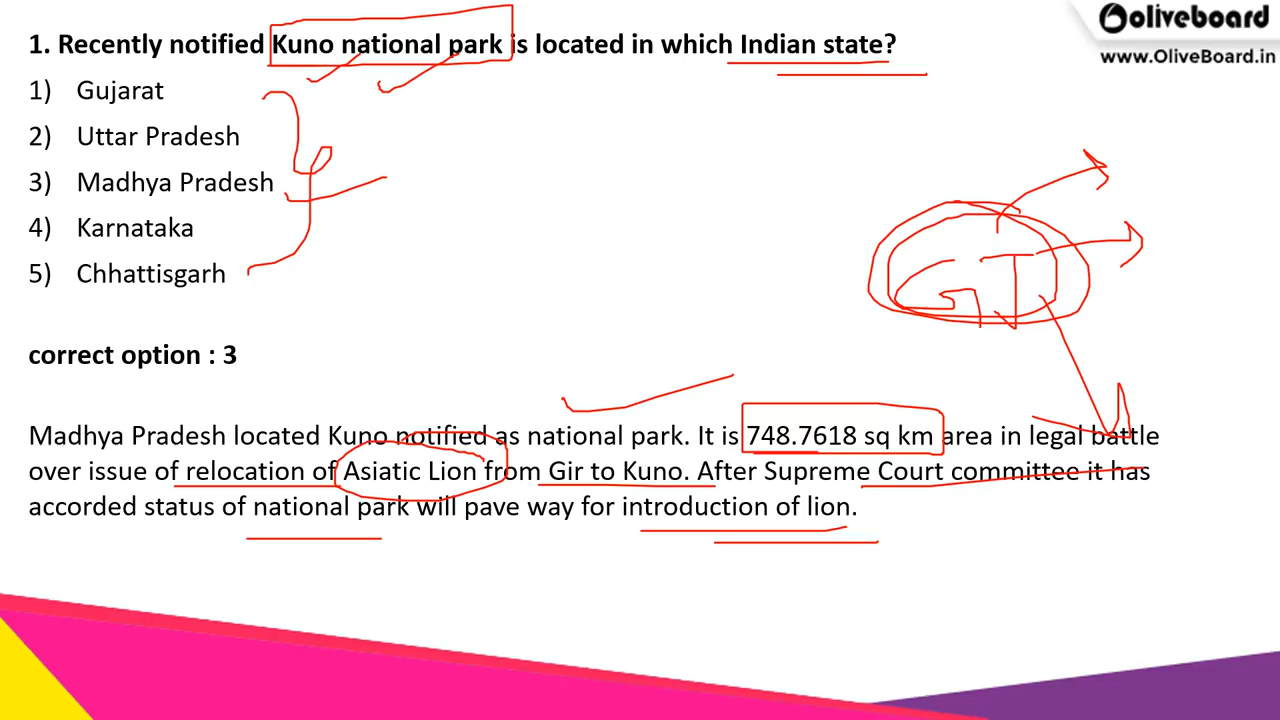 oliveboard
www.OliveBoard.in
1. Recently notified Kuno national park is located in which Indian state?
1) Gujarat
2) Uttar Pradesh
3) Madhya Pradesh
4) Karnataka
5) Chhattisgarh
correct option : 3
Madhya Pradesh located Kuno notified as national park. It is 748.7618 sq km area in legal battle
over issue of relocation of Asiatic Lion from Gir to Kuno. After Supreme Court committee it has
accorded status of national park will pave way for introduction of lion.